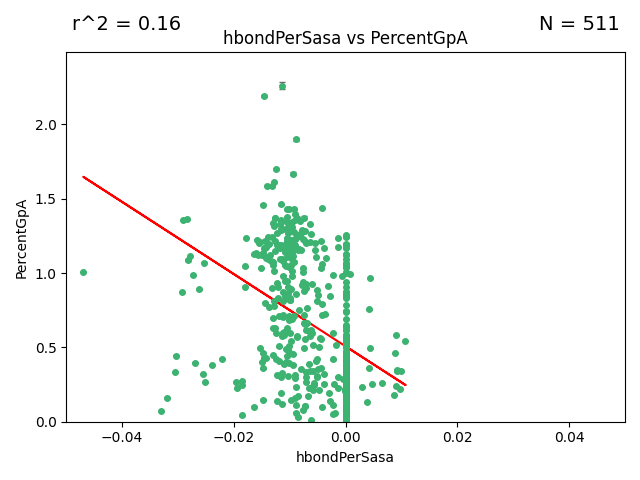 r^2 = 0.16
N = 511
hbondPerSasa vs PercentGpA
PercentGpA
2.0
1.5
1.0
0.5
0.0
−0.04
−0.02
0.00
0.02
0.04
hbondPerSasa